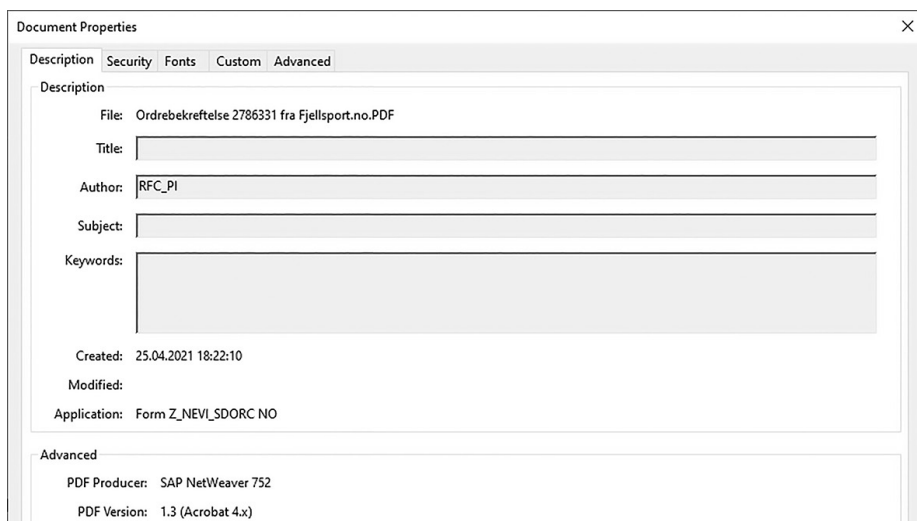 Document Properties
Description Security Fonts Custom Advanced
Description
File: Ordrebekreftelse 2786331 fra Fjellsport.no.PDF
Title:
Author: RFC_PI
Subject:
Keywords:
Created: 25.04.2021 18:22:10
Modified:
Application: Form Z_NEVI_SDORC NO
Advanced
PDF Producer: SAP NetWeaver 752
PDF Version: 1.3 (Acrobat 4.x)